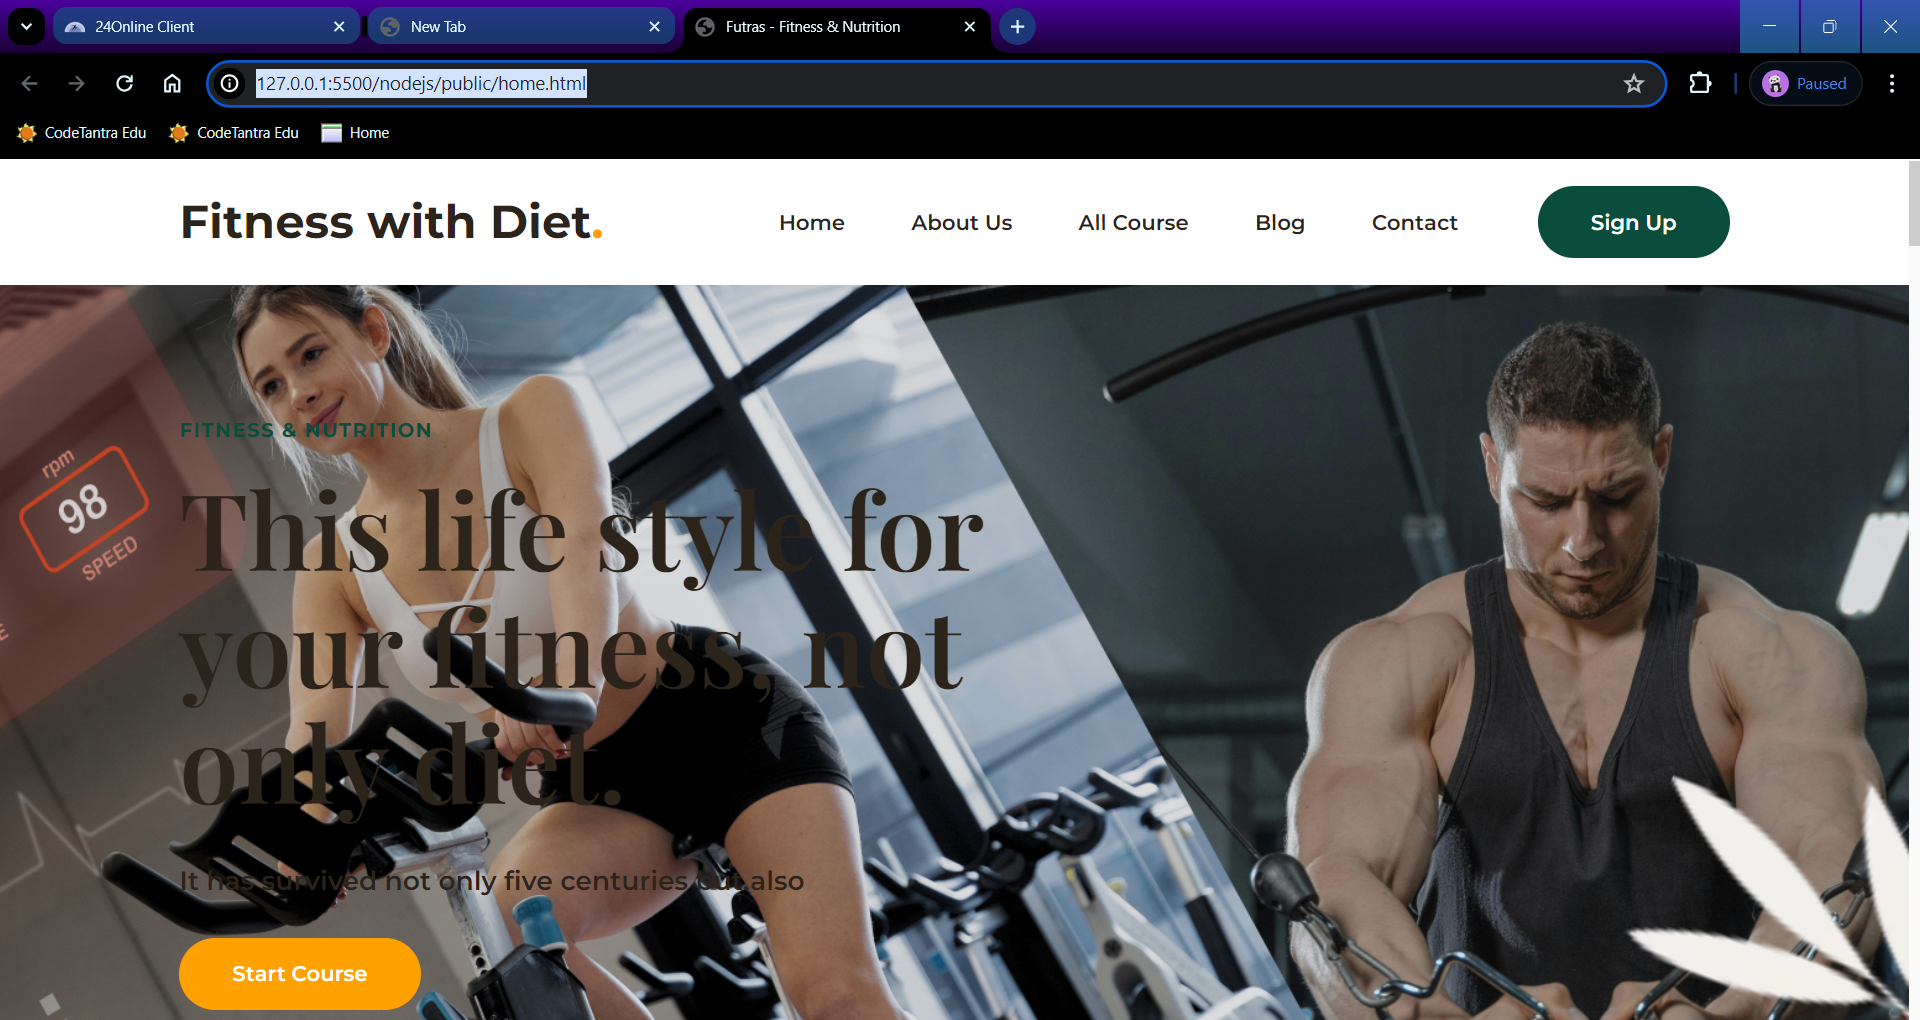 24Online Client
New Tab
Futras - Fitness & Nutrition
127.0.0.1:5500/nodejs/public/home.html
Paused
CodeTantra Edu
CodeTantra Edu
Home
Fitness with Diet.
Home
About Us
All Course
Blog
Contact
Sign Up
FITNESS & NUTRITION
rpm
98
SPEED
E
This life style for
your fitness, not
only diet.
It has survived not only five centuries but also
Start Course